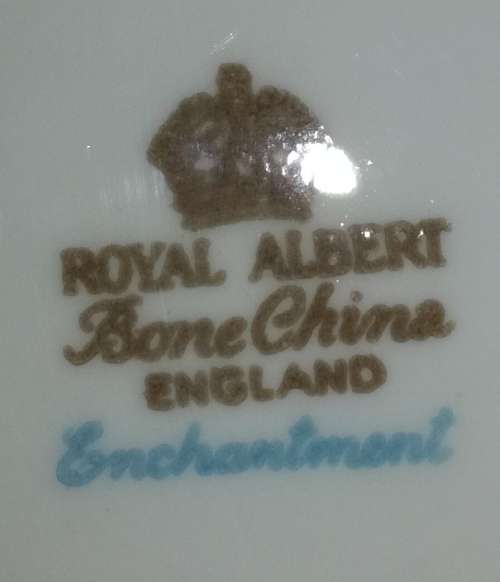 ROYAL ALBERT
Bone China
ENGLAND
Enchantment